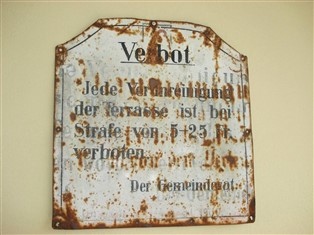 Verbot
Jede Verunreinigung
der Terrasse ist bei
Strafe von 5-25 Fr.
verboten
Der Gemeinderat.